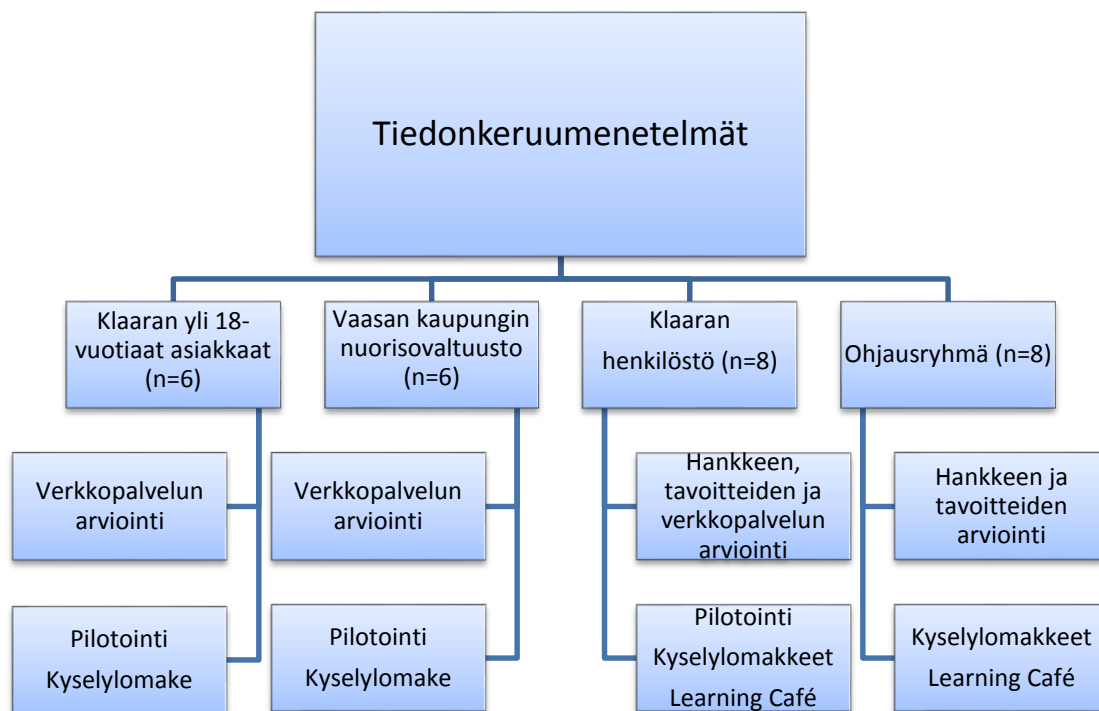 Tiedonkeruumenetelmät
Klaaran yli 18-
vuotiaat asiakkaat
(n=6)
Vaasan kaupungin
nuorisovaltuusto
(n=6)
Klaaran
henkilöstö (n=8)
Ohjausryhmä (n=8)
Verkkopalvelun
arviointi
Verkkopalvelun
arviointi
Hankkeen,
tavoitteiden ja
verkkopalvelun
arviointi
Hankkeen ja
tavoitteiden
arviointi
Pilotointi
Kyselylomake
Pilotointi
Kyselylomake
Pilotointi
Kyselylomakkeet
Learning Café
Kyselylomakkeet
Learning Café